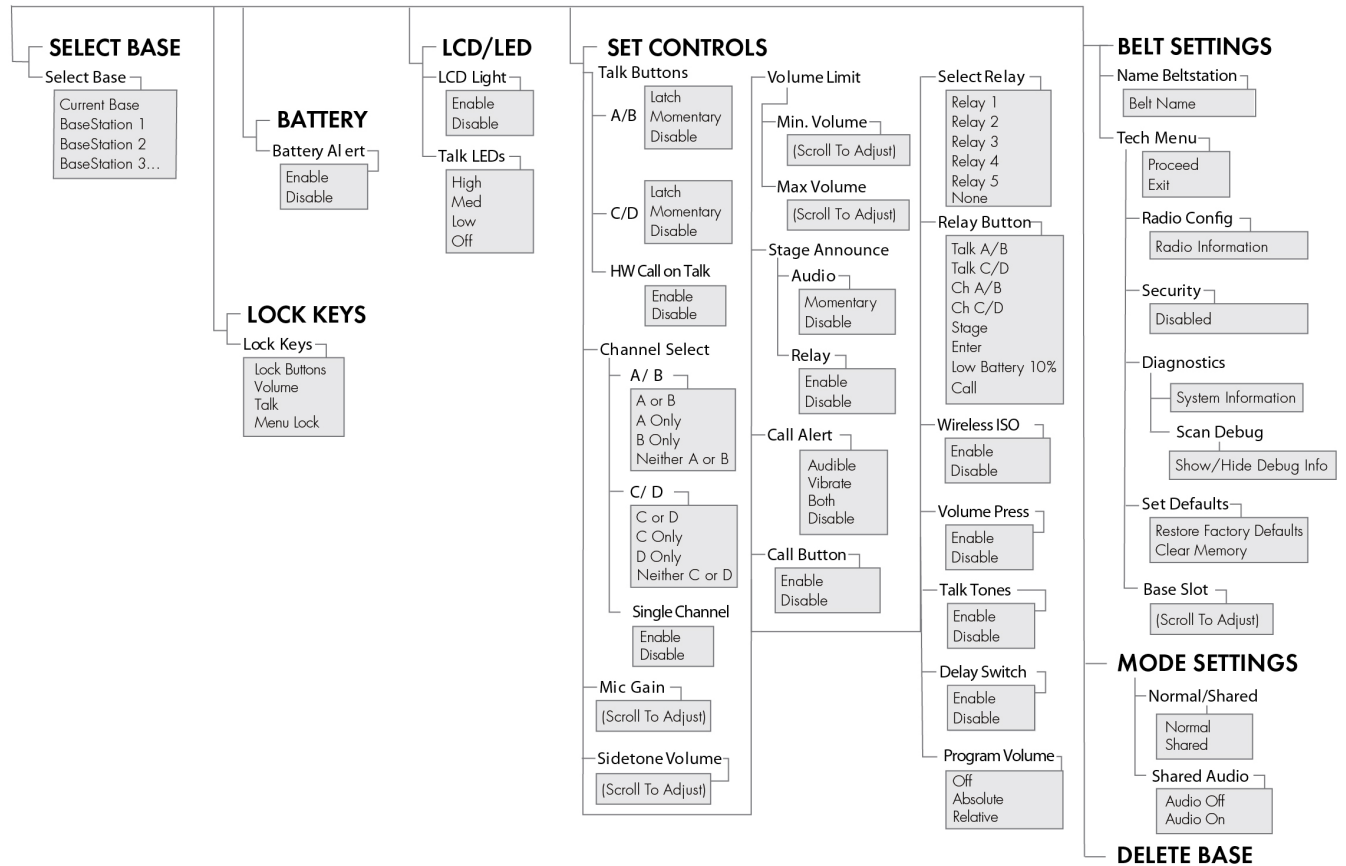 SELECT BASE
Select Base
Current Base
BaseStation 1
BaseStation 2
BaseStation 3...
LOCK KEYS
Lock Keys
Lock Buttons
Volume
Talk
Menu Lock
BATTERY
Battery Al ert
Enable
Disable
LCD/LED
LCD Light
Enable
Disable
Talk LEDs
High
Med
Low
Off
SET CONTROLS
Talk Buttons
A/B
Latch
Momentary
Disable
C/D
Latch
Momentary
Disable
HW Call on Talk
Enable
Disable
Channel Select
A/ B
A or B
A Only
B Only
Neither A or B
C/ D
C or D
C Only
D Only
Neither C or D
Single Channel
Enable
Disable
Mic Gain
(Scroll To Adjust)
Sidetone Volume
(Scroll To Adjust)
Volume Limit
Min. Volume
(Scroll To Adjust)
Max Volume
(Scroll To Adjust)
Stage Announce
Audio
Momentary
Disable
Relay
Enable
Disable
Call Alert
Audible
Vibrate
Both
Disable
Call Button
Enable
Disable
Select Relay
Relay 1
Relay 2
Relay 3
Relay 4
Relay 5
None
Relay Button
Talk A/B
Talk C/D
Ch A/B
Ch C/D
Stage
Enter
Low Battery 10%
Call
Wireless ISO
Enable
Disable
Volume Press
Enable
Disable
Talk Tones
Enable
Disable
Delay Switch
Enable
Disable
Program Volume
Off
Absolute
Relative
BELT SETTINGS
Name Beltstation
Belt Name
Tech Menu
Proceed
Exit
Radio Config
Radio Information
Security
Disabled
Diagnostics
System Information
Scan Debug
Show/Hide Debug Info
Set Defaults
Restore Factory Defaults
Clear Memory
Base Slot
(Scroll To Adjust)
MODE SETTINGS
Normal/Shared
Normal
Shared
Shared Audio
Audio Off
Audio On
DELETE BASE